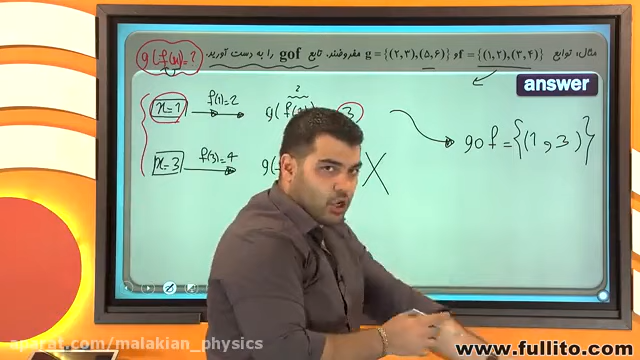 مثال: توابع f = {(۱, ۲), (۳, ۴)} و g = {(۲, ۳), (۵, ۶)} مفروضند. تابع gof را به دست آورید.
g(f(x))=?
answer
x=1
f(1)=2
2
g(f(1))
3
gof={(1,3)}
x=3
f(3)=4
g(
aparat.com/malakian_physics
www.fullito.com